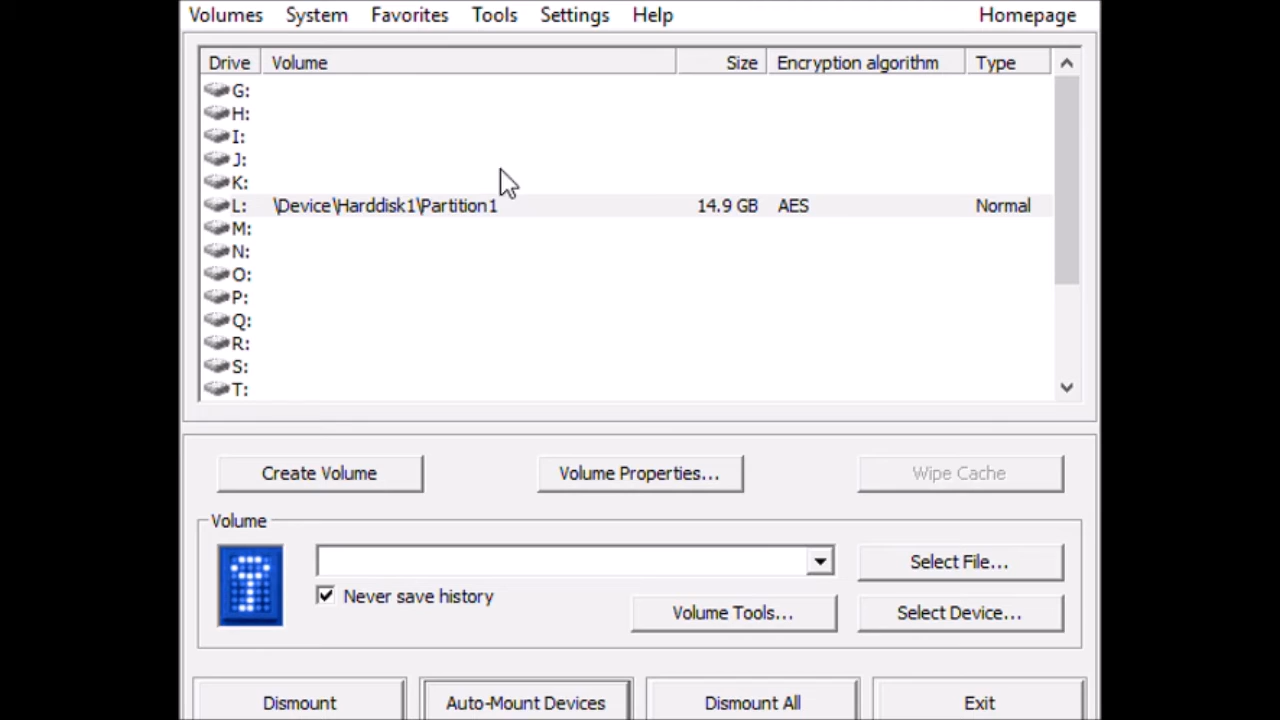 Volumes System Favorites Tools Settings Help Homepage
Drive Volume Size Encryption algorithm Type
G:
H:
I:
J:
K:
L: \Device\Harddisk1\Partition1 14.9 GB AES Normal
M:
N:
O:
P:
Q:
R:
S:
T:
Create Volume Volume Properties... Wipe Cache
Volume
Select File...
Never save history
Volume Tools... Select Device...
Dismount Auto-Mount Devices Dismount All Exit